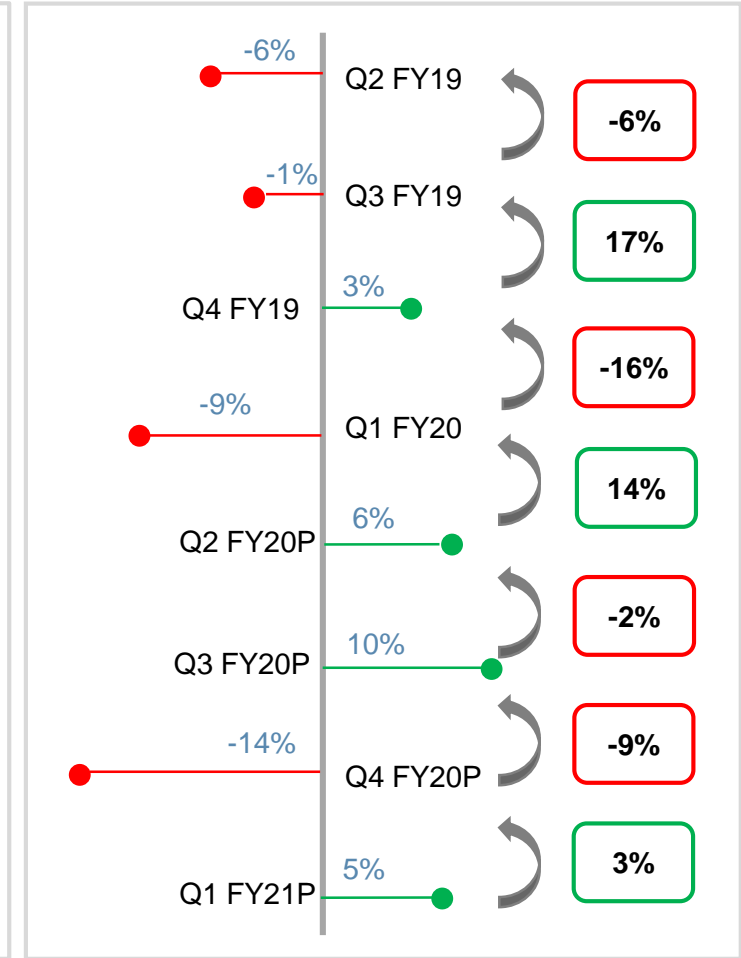 -6%
Q2 FY19
-6%
-1%
Q3 FY19
17%
3%
Q4 FY19
-16%
-9%
Q1 FY20
14%
6%
Q2 FY20P
-2%
10%
Q3 FY20P
-9%
-14%
Q4 FY20P
3%
5%
Q1 FY21P